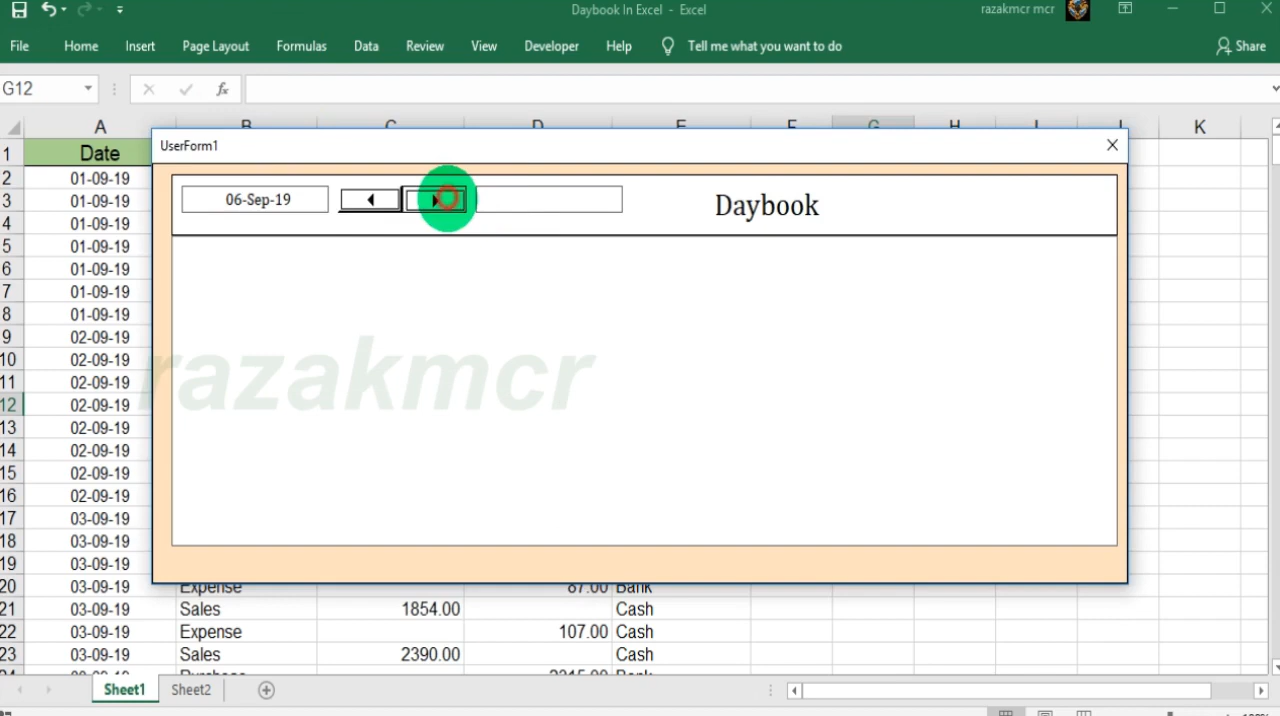 Daybook In Excel - Excel
razakmcr mcr
File Home Insert Page Layout Formulas Data Review View Developer Help Tell me what you want to do Share
G12
fx
A K
1 Date
UserForm1
06-Sep-19
Daybook
razakmcr
2 01-09-19
3 01-09-19
4 01-09-19
5 01-09-19
6 01-09-19
7 01-09-19
8 01-09-19
9 02-09-19
10 02-09-19
11 02-09-19
12 02-09-19
13 02-09-19
14 02-09-19
15 02-09-19
16 02-09-19
17 03-09-19
18 03-09-19
19 03-09-19
20 03-09-19 Expense 87.00 Bank
21 03-09-19 Sales 1854.00 Cash
22 03-09-19 Expense 107.00 Cash
23 03-09-19 Sales 2390.00 Cash
Sheet1 Sheet2